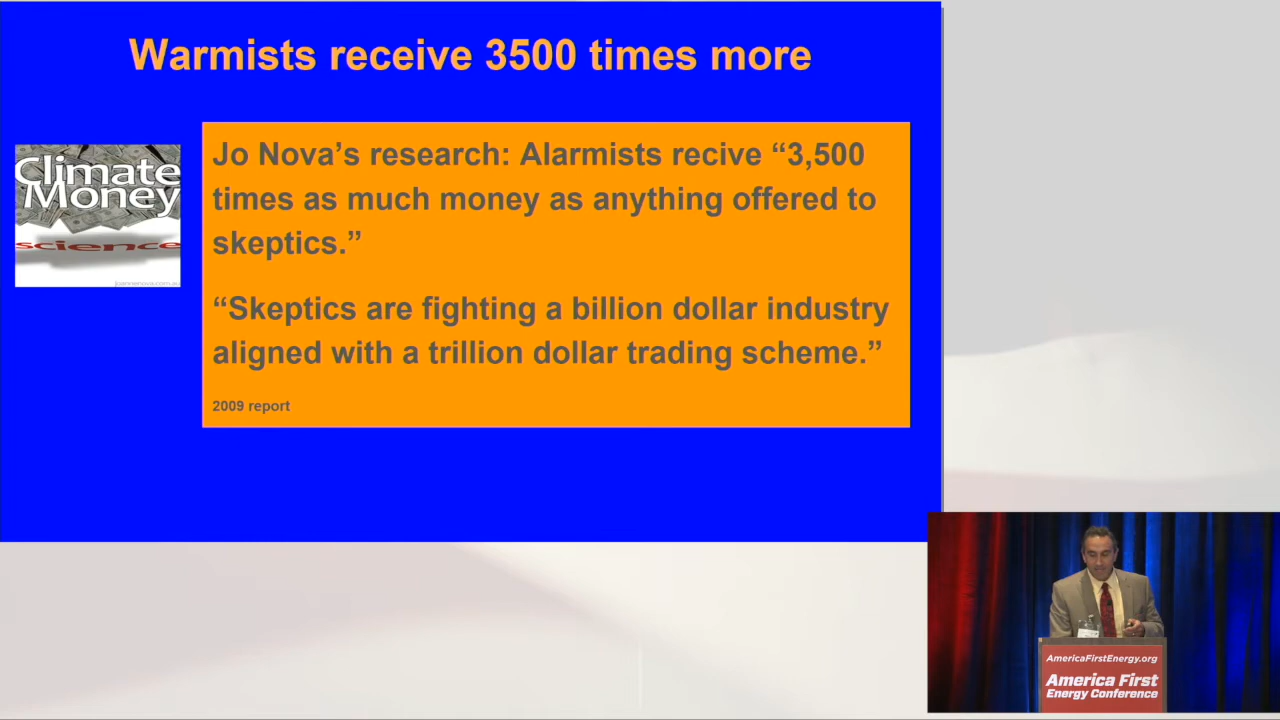 Warmists receive 3500 times more
Climate
Money
science
Jo Nova’s research: Alarmists recive “3,500
times as much money as anything offered to
skeptics.”
“Skeptics are fighting a billion dollar industry
aligned with a trillion dollar trading scheme.”
2009 report
AmericaFirstEnergy.org
America First
Energy Conference